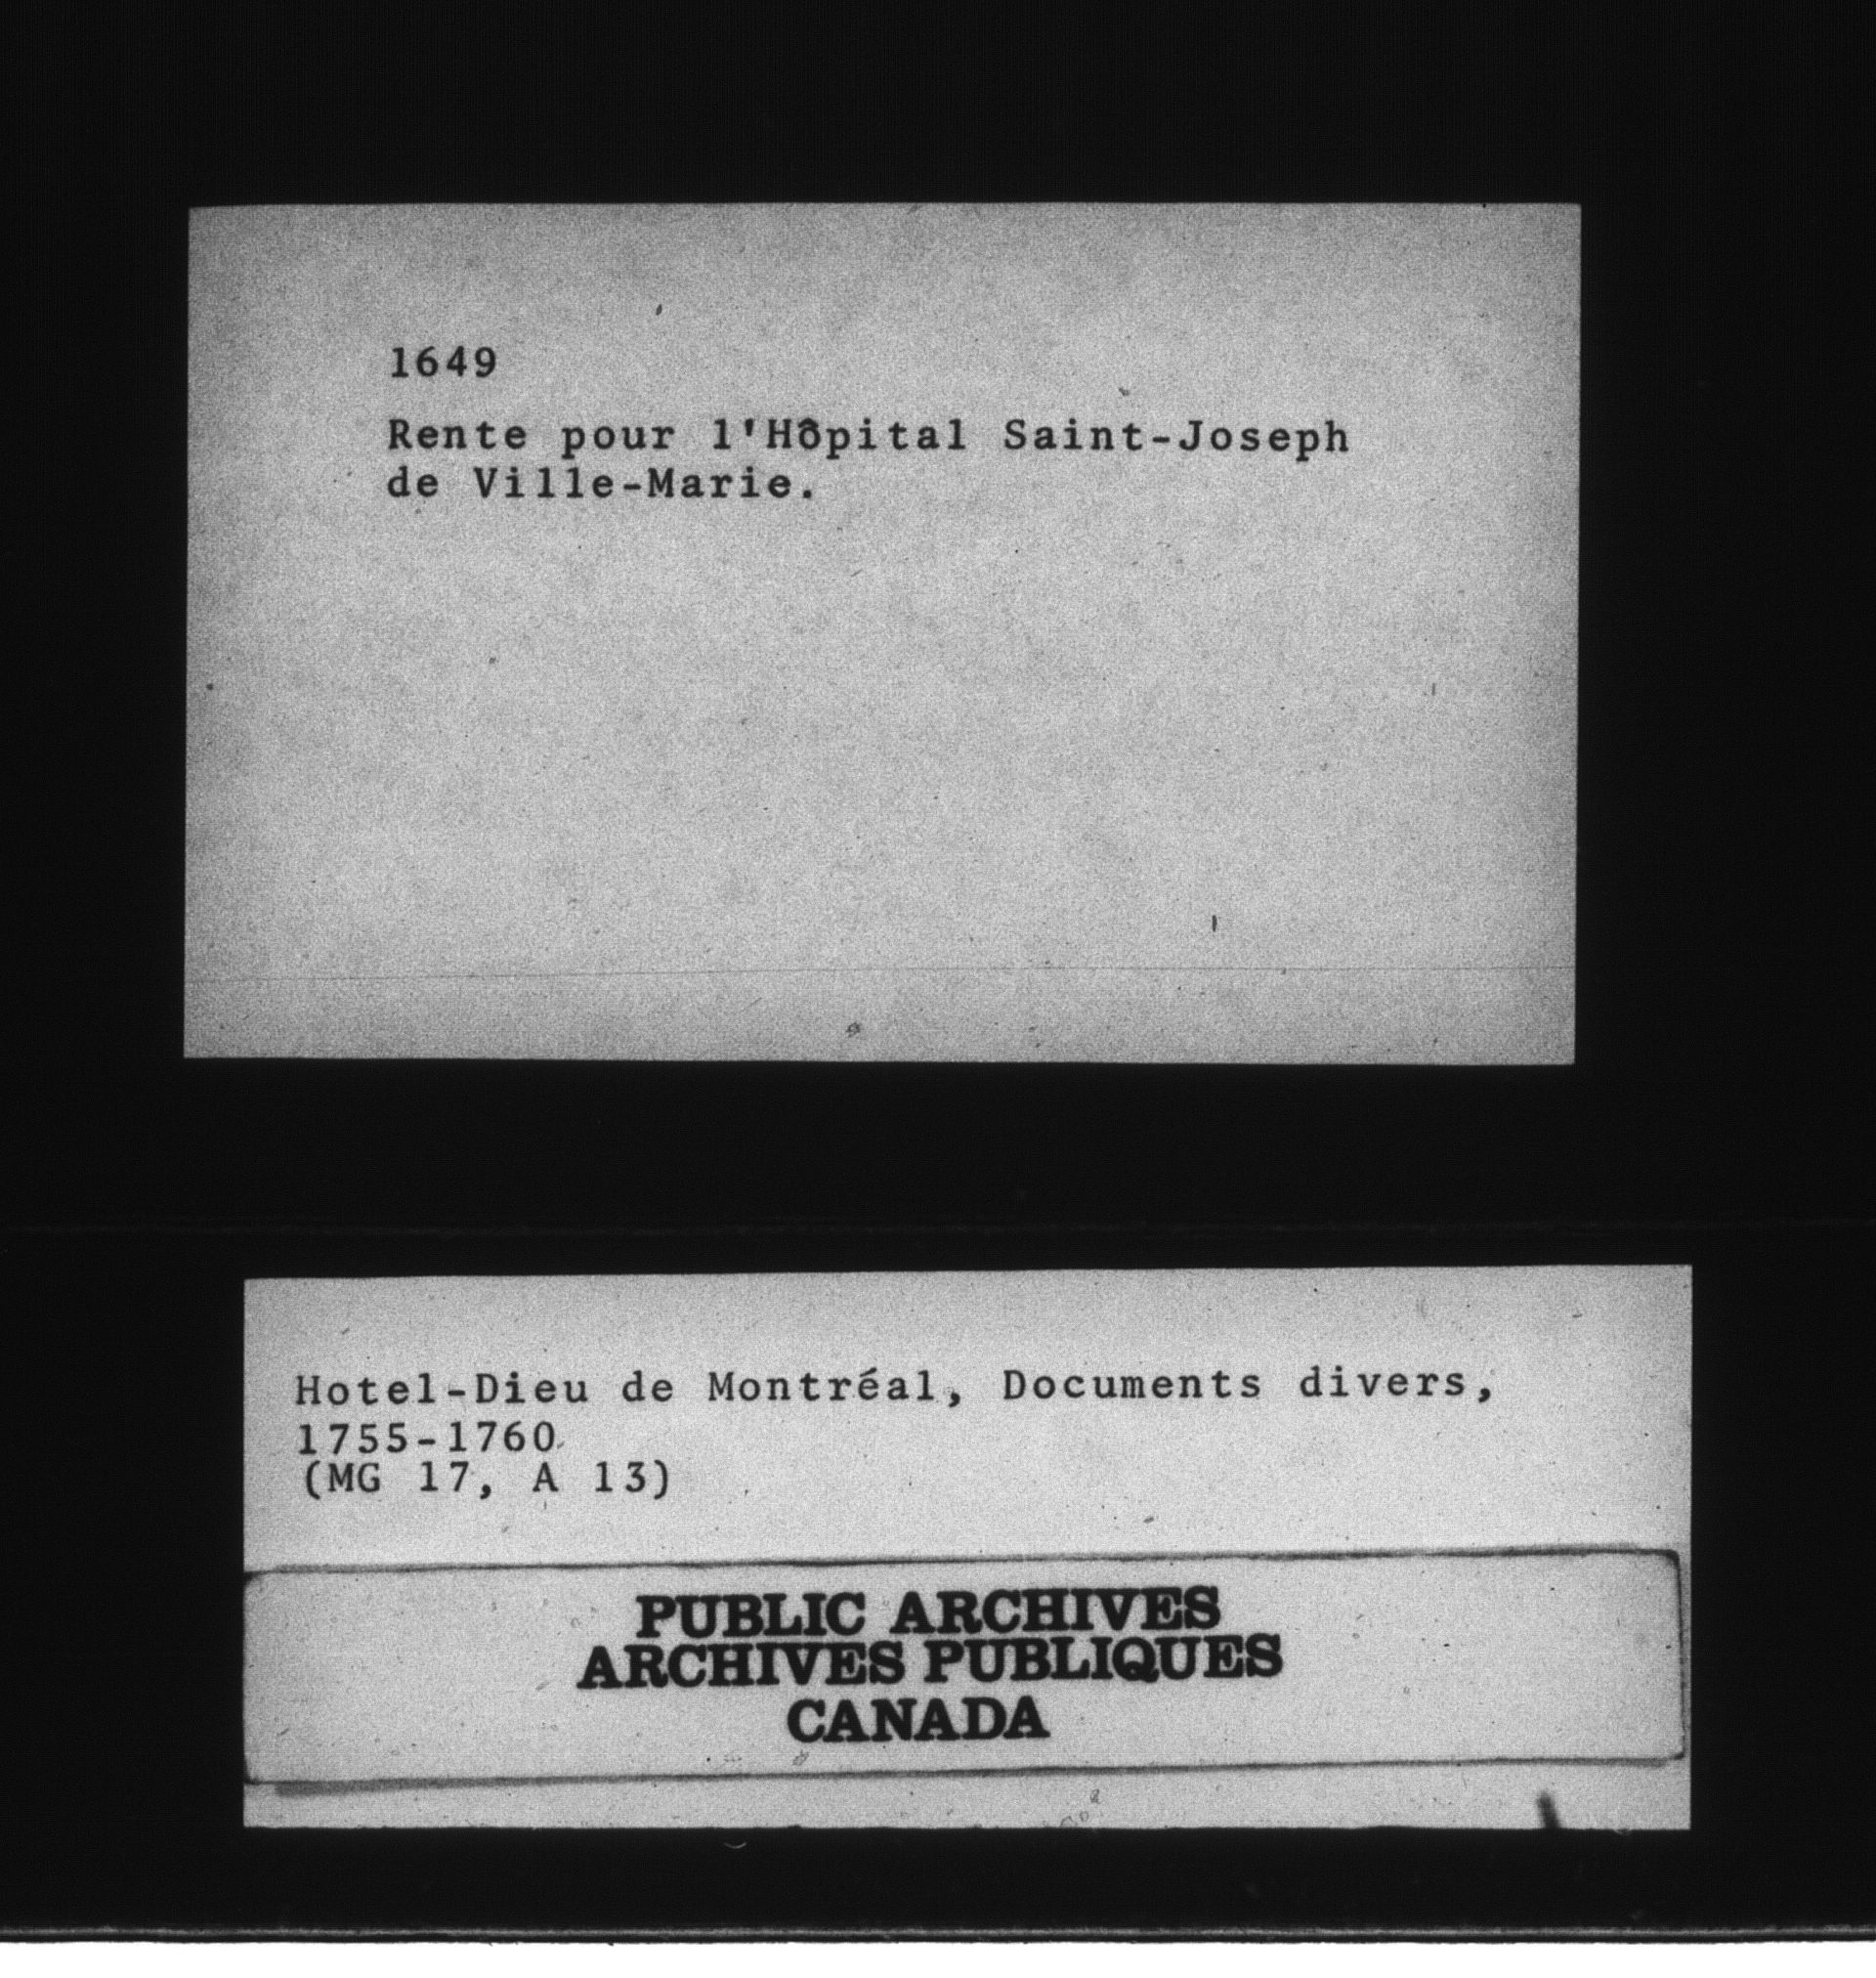 1649
Rente pour l'Hôpital Saint-Joseph
de Ville-Marie.
Hotel-Dieu de Montréal, Documents divers,
1755-1760
(MG 17, A 13)
PUBLIC ARCHIVES
ARCHIVES PUBLIQUES
CANADA